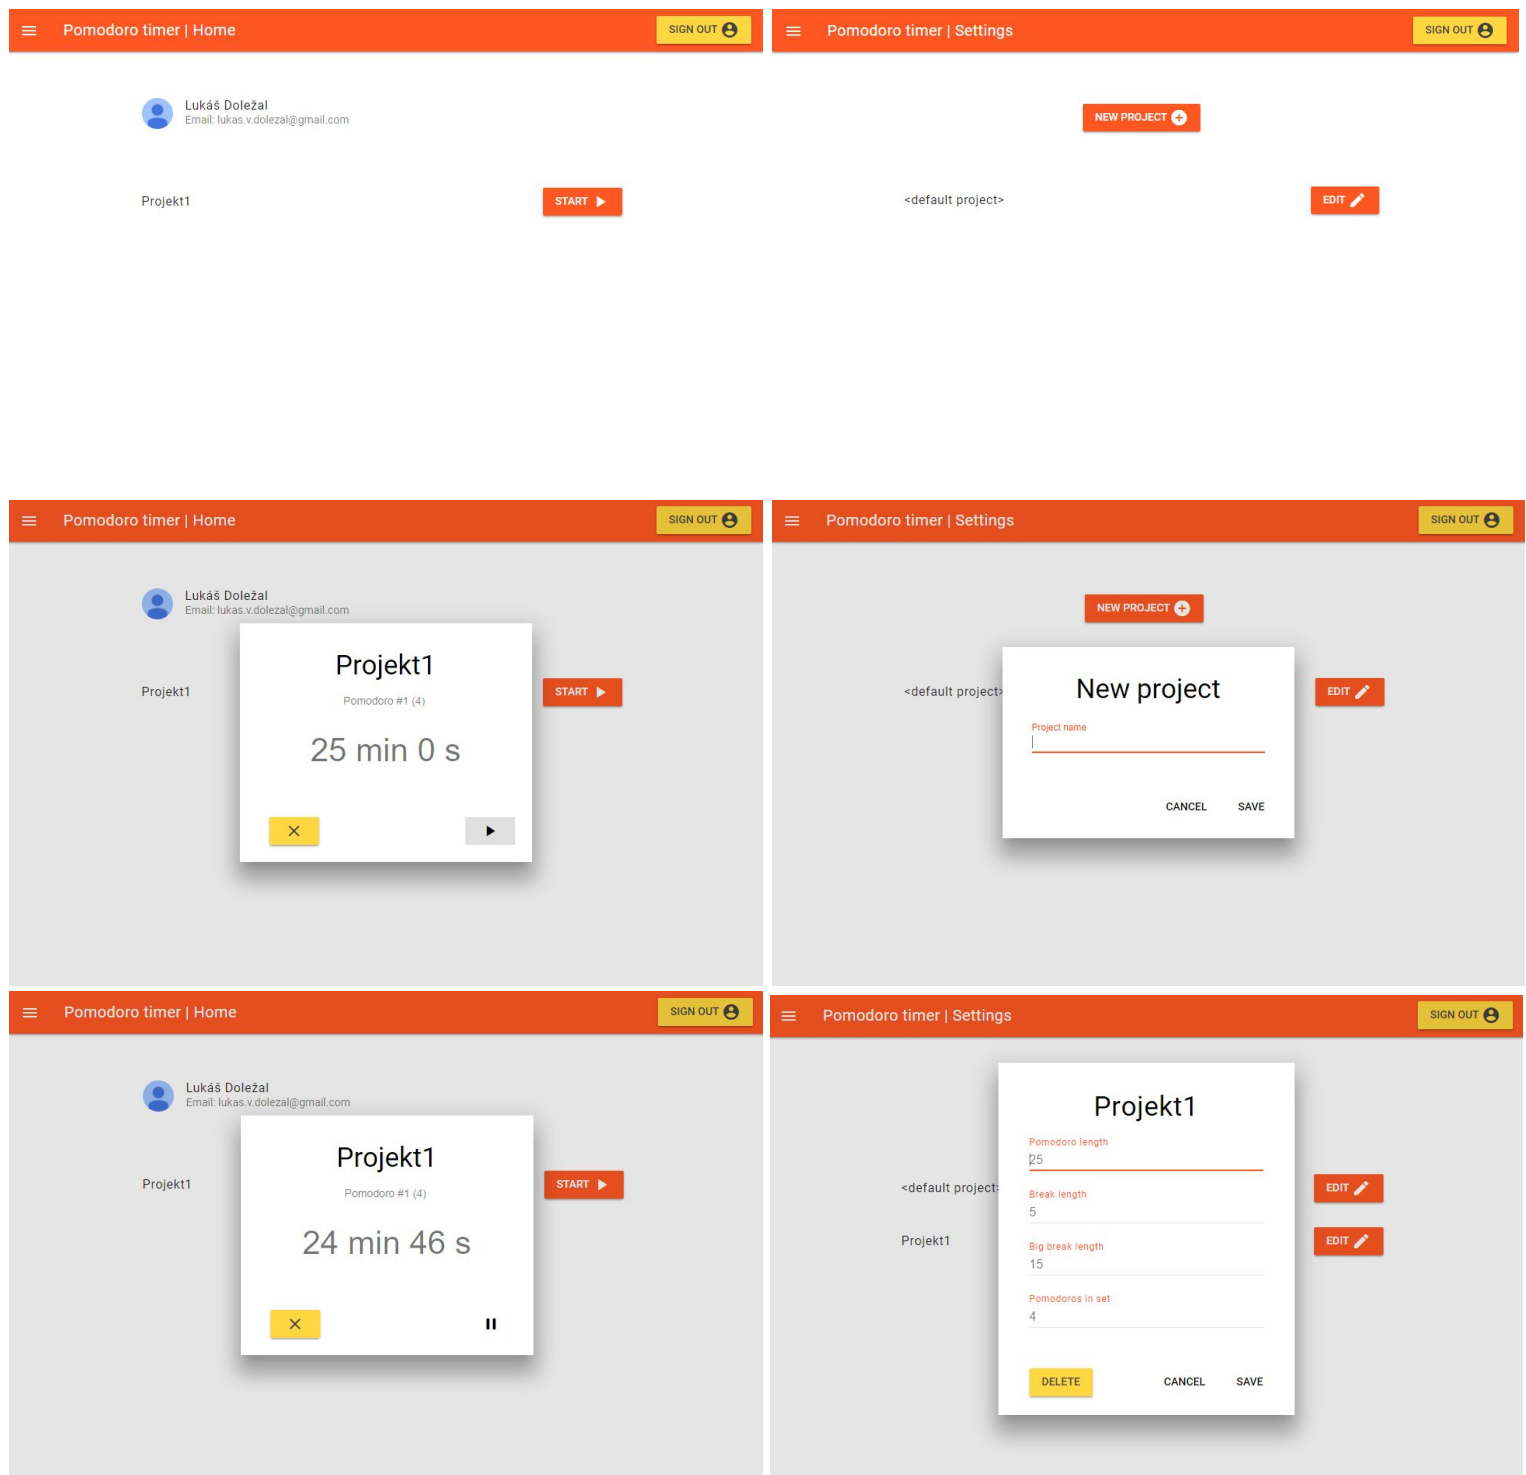 Pomodoro timer | Home
SIGN OUT
Lukáš Doležal
Email: lukas.v.dolezal@gmail.com
Projekt1
START
Pomodoro timer | Settings
SIGN OUT
NEW PROJECT
<default project>
EDIT
Pomodoro timer | Home
SIGN OUT
Lukáš Doležal
Email: lukas.v.dolezal@gmail.com
Projekt1
START
Projekt1
Pomodoro #1 (4)
25 min 0 s
Pomodoro timer | Settings
SIGN OUT
NEW PROJECT
<default project>
EDIT
New project
Project name
CANCEL
SAVE
Pomodoro timer | Home
SIGN OUT
Lukáš Doležal
Email: lukas.v.dolezal@gmail.com
Projekt1
START
Projekt1
Pomodoro #1 (4)
24 min 46 s
Pomodoro timer | Settings
SIGN OUT
<default project>
EDIT
Projekt1
EDIT
Projekt1
Pomodoro length
25
Break length
5
Big break length
15
Pomodoros in set
4
DELETE
CANCEL
SAVE